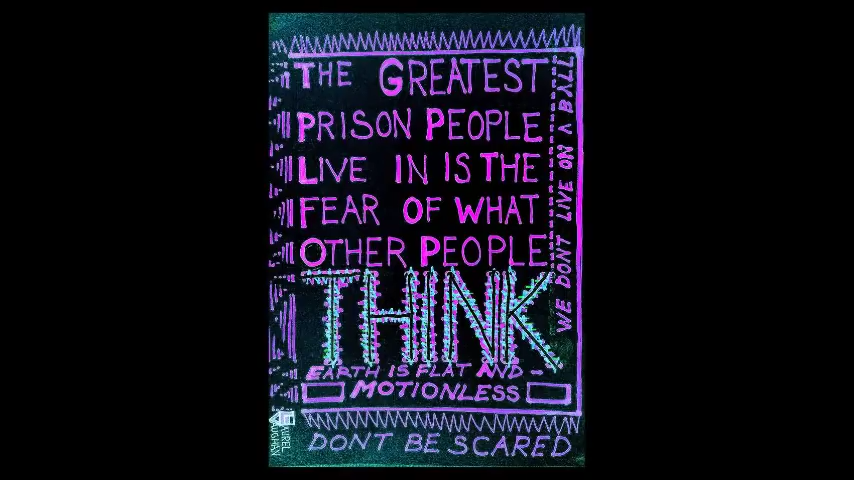 THE GREATEST
PRISON PEOPLE
LIVE IN IS THE
FEAR OF WHAT
OTHER PEOPLE
THINK
EARTH IS FLAT AND -
MOTIONLESS
DONT BE SCARED
WE DONT LIVE ON A BALL